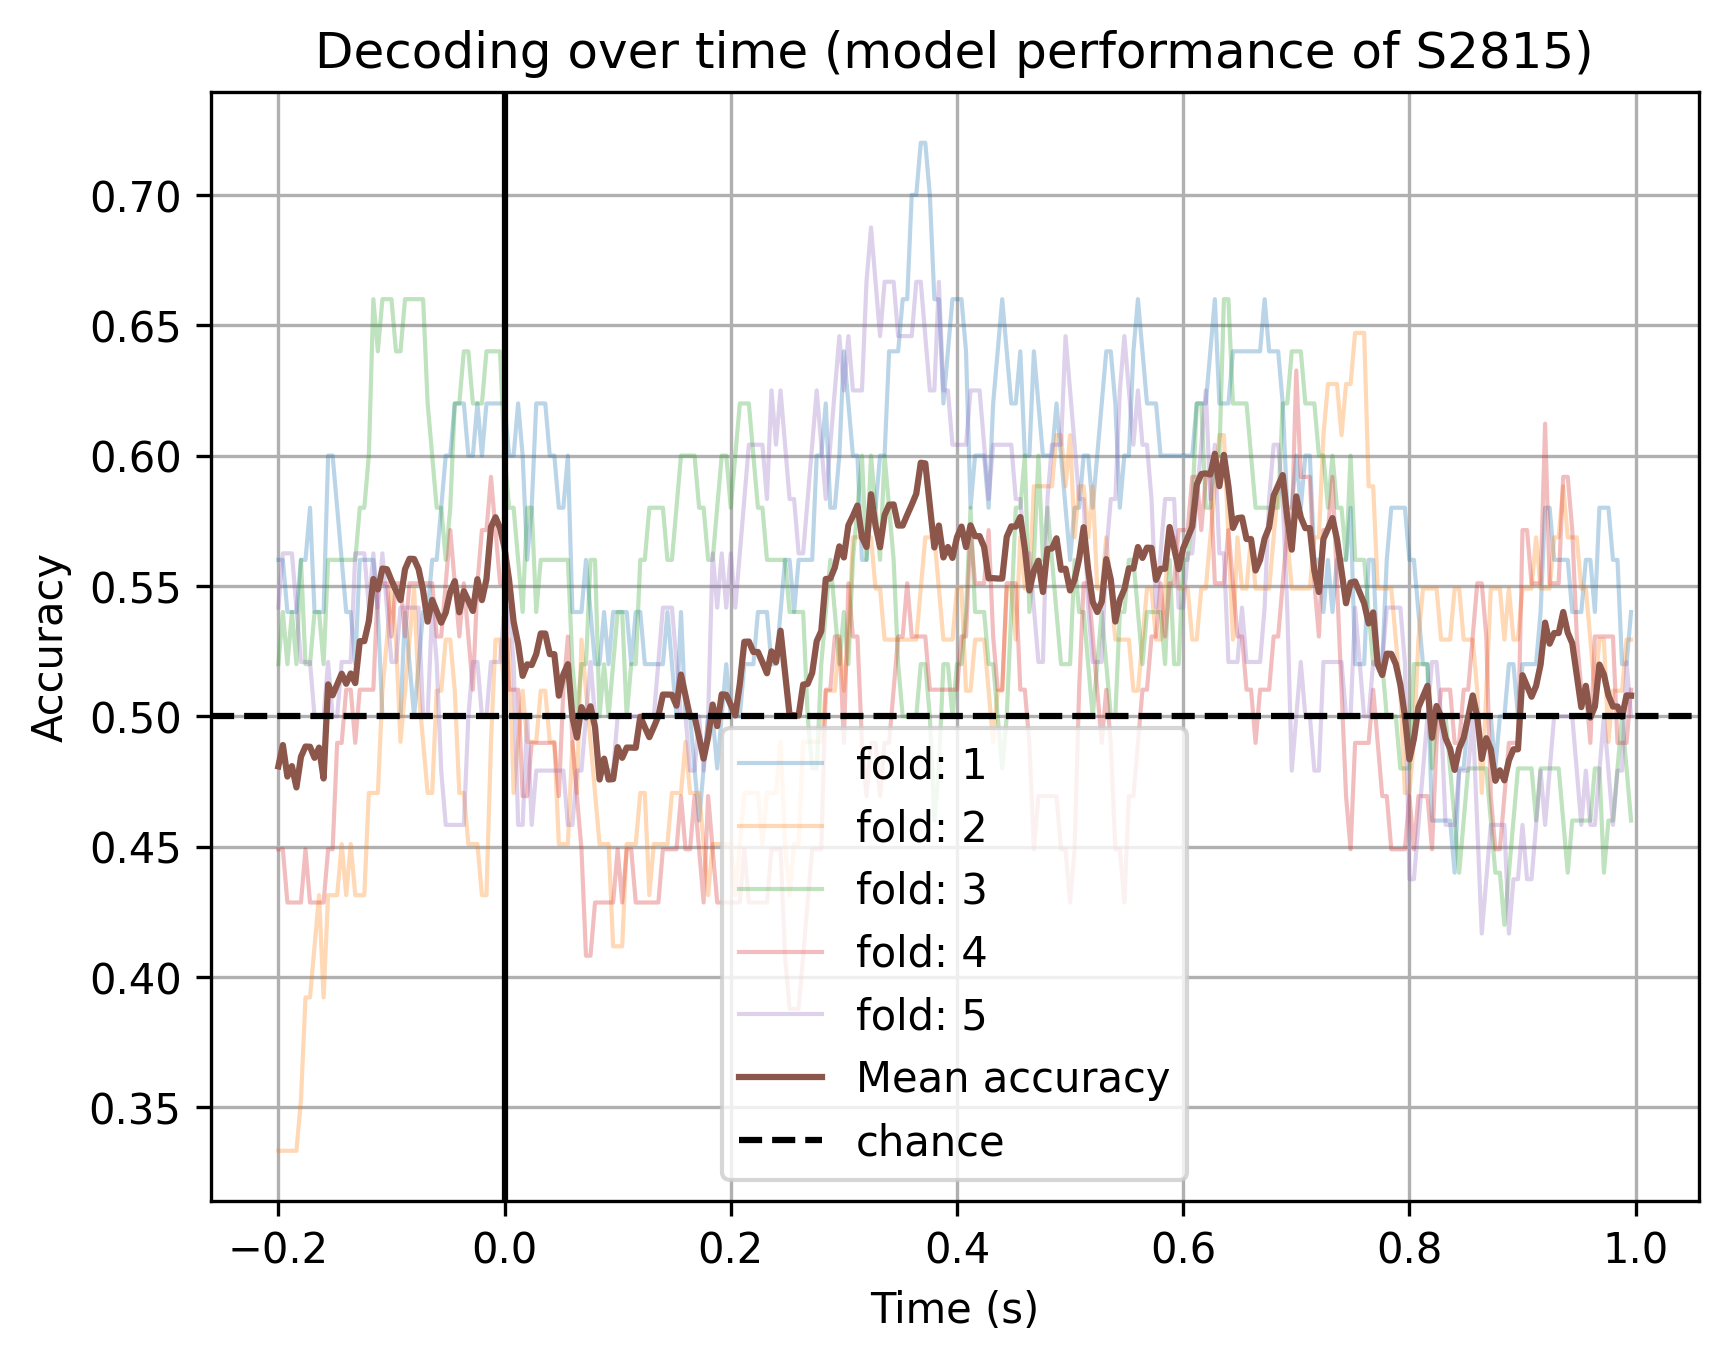 Decoding over time (model performance of S2815)
Accuracy
0.70
0.65
0.60
0.55
0.50
0.45
0.40
0.35
fold: 1
fold: 2
fold: 3
fold: 4
fold: 5
Mean accuracy
chance
−0.2 0.0 0.2 0.4 0.6 0.8 1.0
Time (s)